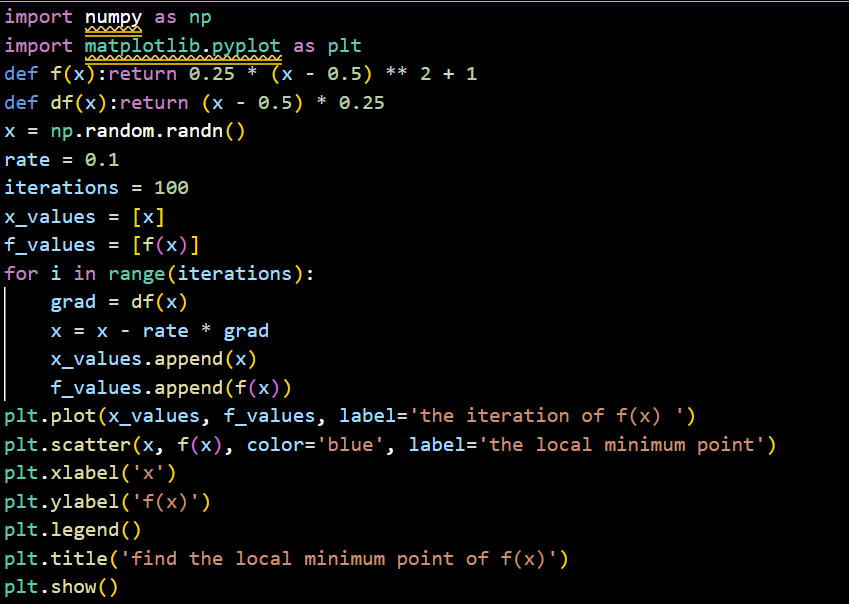 import numpy as np
import matplotlib.pyplot as plt
def f(x):return 0.25 * (x - 0.5) ** 2 + 1
def df(x):return (x - 0.5) * 0.25
x = np.random.randn()
rate = 0.1
iterations = 100
x_values = [x]
f_values = [f(x)]
for i in range(iterations):
    grad = df(x)
    x = x - rate * grad
    x_values.append(x)
    f_values.append(f(x))
plt.plot(x_values, f_values, label='the iteration of f(x) ')
plt.scatter(x, f(x), color='blue', label='the local minimum point')
plt.xlabel('x')
plt.ylabel('f(x)')
plt.legend()
plt.title('find the local minimum point of f(x)')
plt.show()